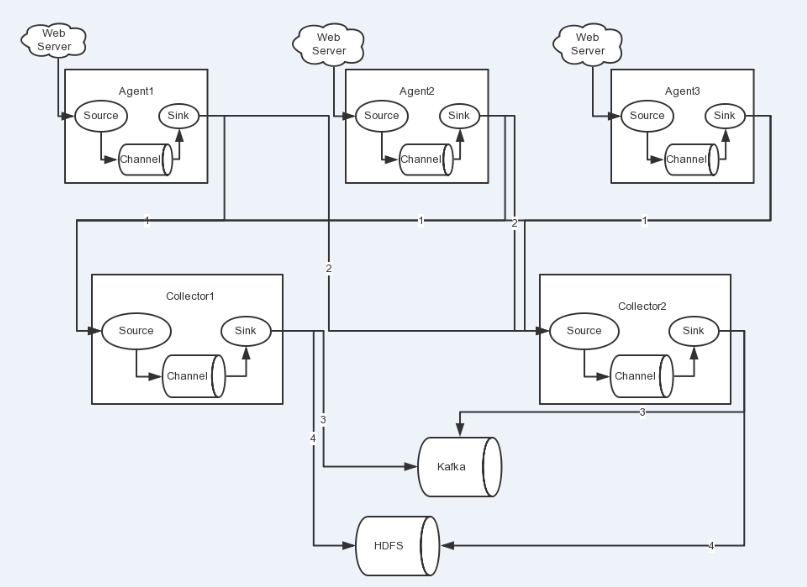 Web
Server
Web
Server
Web
Server
Agent1
Agent2
Agent3
Source
Sink
Source
Sink
Source
Sink
Channel
Channel
Channel
1
1
2
1
2
Collector1
Collector2
Source
Sink
Source
Sink
Channel
Channel
3
3
4
Kafka
HDFS
4